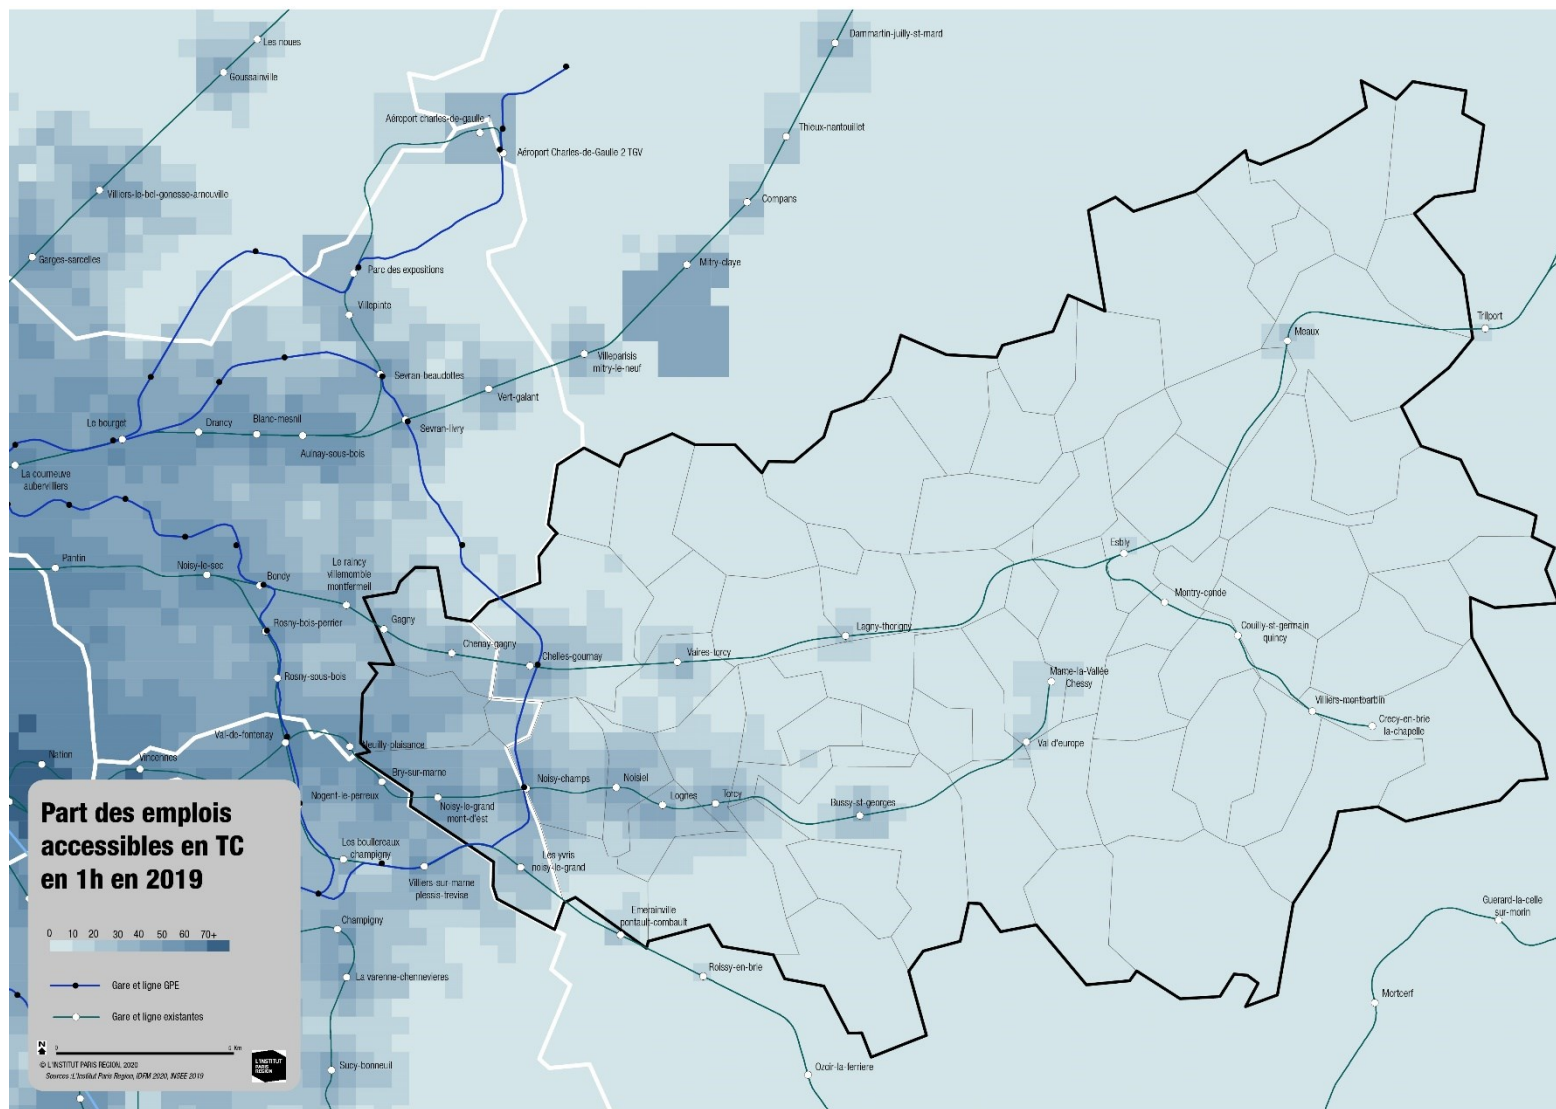 Les noues
Goussainville
Dammartin-juilly-st-mard
Aéroport charles-de-gaulle 1
Aéroport Charles-de-Gaulle 2 TGV
Thieux-nantouillet
Villiers-le-bel-gonesse-arnouville
Compans
Garges-sarcelles
Parc des expositions
Mitry-claye
Villepinte
Trilport
Meaux
Villeparisis
mitry-le-neuf
Sevran-beaudottes
Vert-galant
Le bourget
Drancy
Blanc-mesnil
Sevran-livry
Aulnay-sous-bois
La courneuve
aubervilliers
Pantin
Noisy-le-sec
Bondy
Le raincy
villemomble
montfermeil
Esbly
Montry-conde
Rosny-bois-perrier
Gagny
Chenay-gagny
Chelles-gournay
Vaires-torcy
Lagny-thorigny
Couilly-st-germain
quincy
Rosny-sous-bois
Marne-la-Vallée
Chessy
Villiers-montbarbin
Crecy-en-brie
la-chapelle
Val-de-fontenay
Neuilly-plaisance
Val d'europe
Nation
Vincennes
Bry-sur-marne
Noisy-champs
Noisiel
Nogent-le-perreux
Noisy-le-grand
mont-d'est
Lognes
Torcy
Bussy-st-georges
Les boullereaux
champigny
Les yvris
noisy-le-grand
Villiers-sur-marne
plessis-trevise
Emerainville
pontault-combault
Guerard-la-celle
sur-morin
Champigny
La varenne-chennevieres
Roissy-en-brie
Mortcerf
Sucy-bonneuil
Ozoir-la-ferriere
Part des emplois
accessibles en TC
en 1h en 2019
0 10 20 30 40 50 60 70+
Gare et ligne GPE
Gare et ligne existantes
N
0 5 Km
© L'INSTITUT PARIS REGION, 2020
Sources : L'Institut Paris Region, IDFM 2020, INSEE 2019
L'INSTITUT
PARIS
REGION